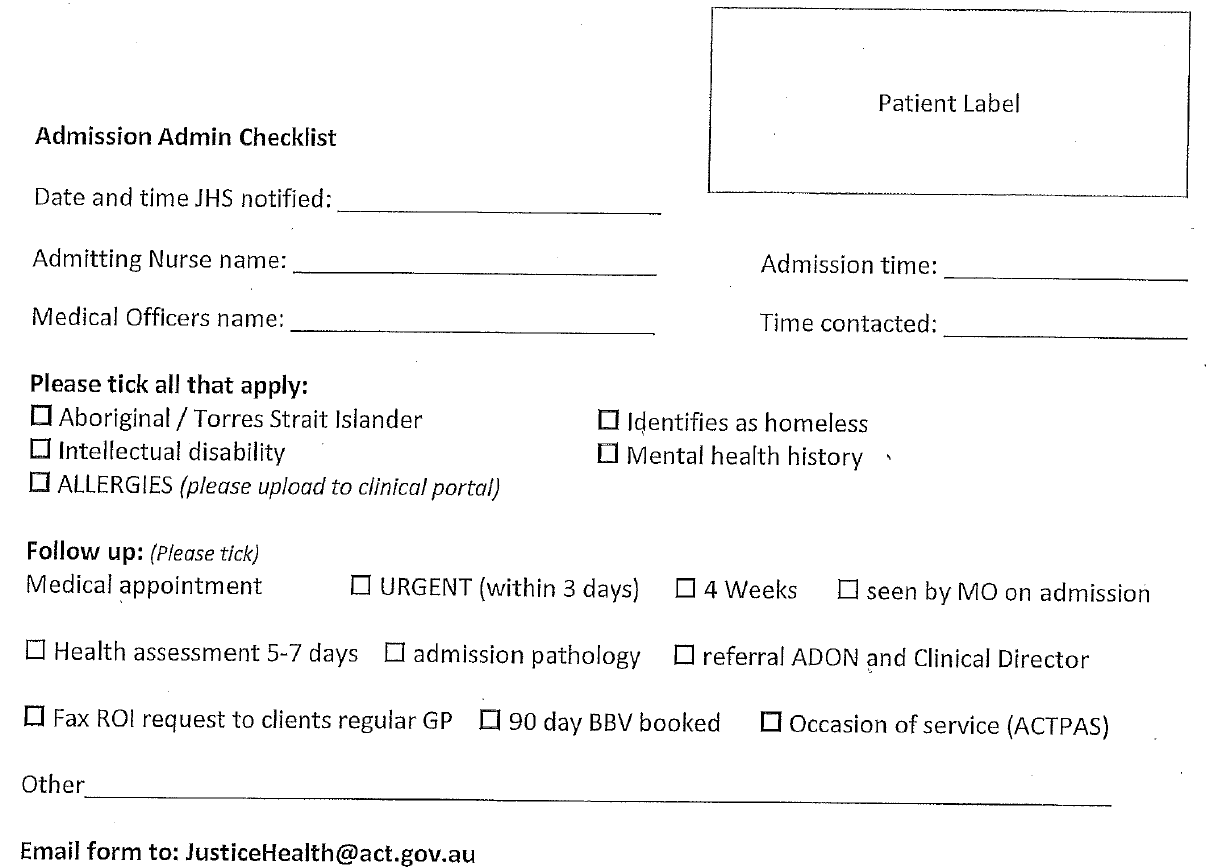 Patient Label
Admission Admin Checklist
Date and time JHS notified:
Admitting Nurse name:
Admission time:
Medical Officers name:
Time contacted:
Please tick all that apply:
☐ Aboriginal / Torres Strait Islander ☐ Identifies as homeless
☐ Intellectual disability ☐ Mental health history
☐ ALLERGIES (please upload to clinical portal)
Follow up: (Please tick)
Medical appointment ☐ URGENT (within 3 days) ☐ 4 Weeks ☐ seen by MO on admission
☐ Health assessment 5-7 days ☐ admission pathology ☐ referral ADON and Clinical Director
☐ Fax ROI request to clients regular GP ☐ 90 day BBV booked ☐ Occasion of service (ACTPAS)
Other
Email form to: JusticeHealth@act.gov.au